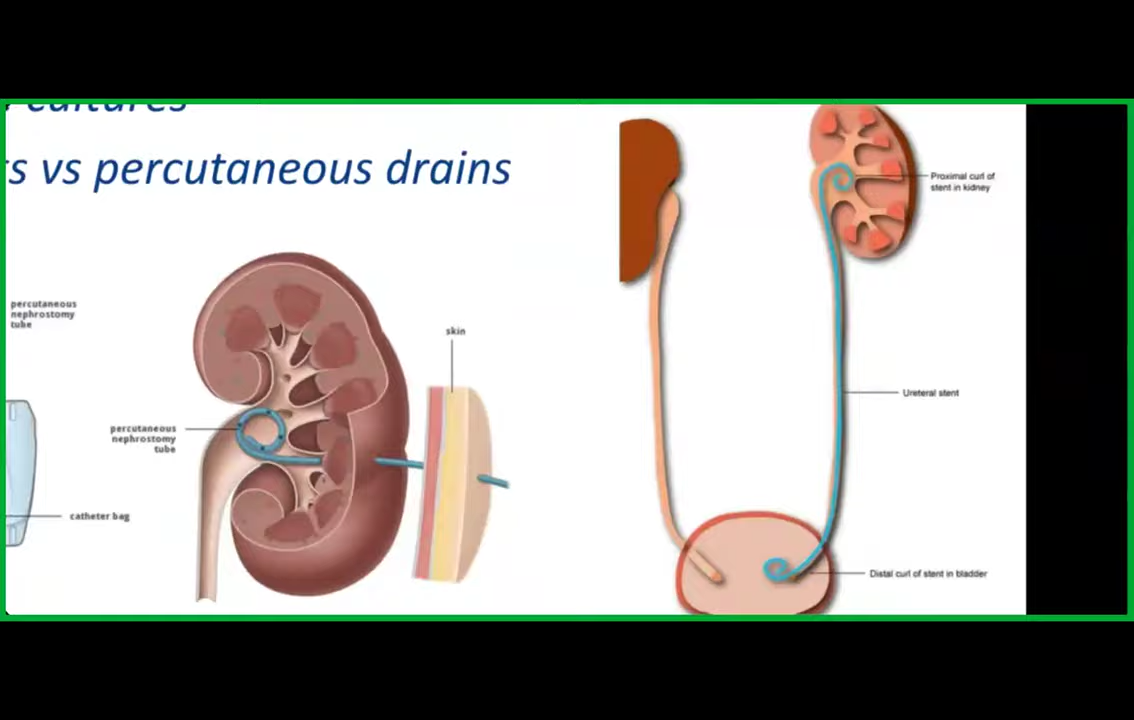 cultures
vs percutaneous drains
percutaneous
nephrostomy
tube
skin
percutaneous
nephrostomy
tube
catheter bag
Proximal curl of
stent in kidney
Ureteral stent
Distal curl of stent in bladder